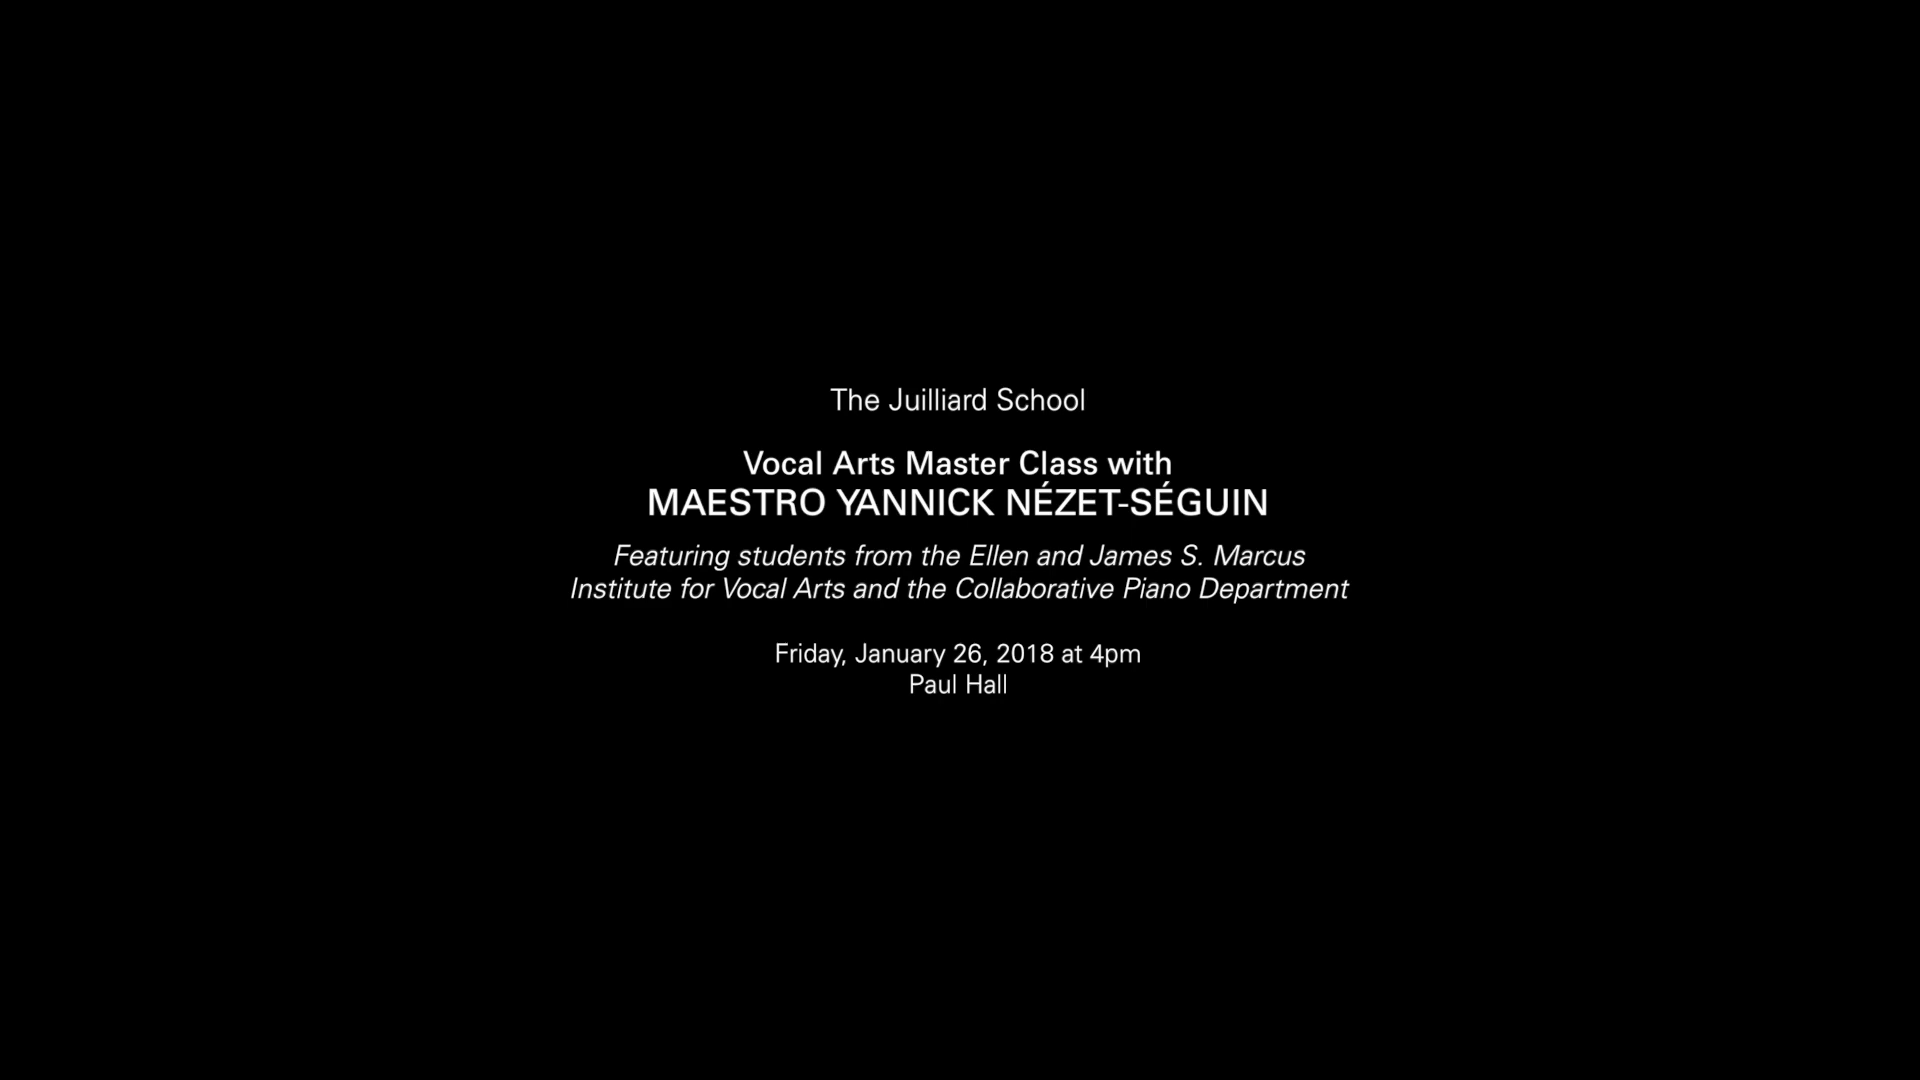 The Juilliard School
Vocal Arts Master Class with
MAESTRO YANNICK NÉZET-SÉGUIN
Featuring students from the Ellen and James S. Marcus
Institute for Vocal Arts and the Collaborative Piano Department
Friday, January 26, 2018 at 4pm
Paul Hall